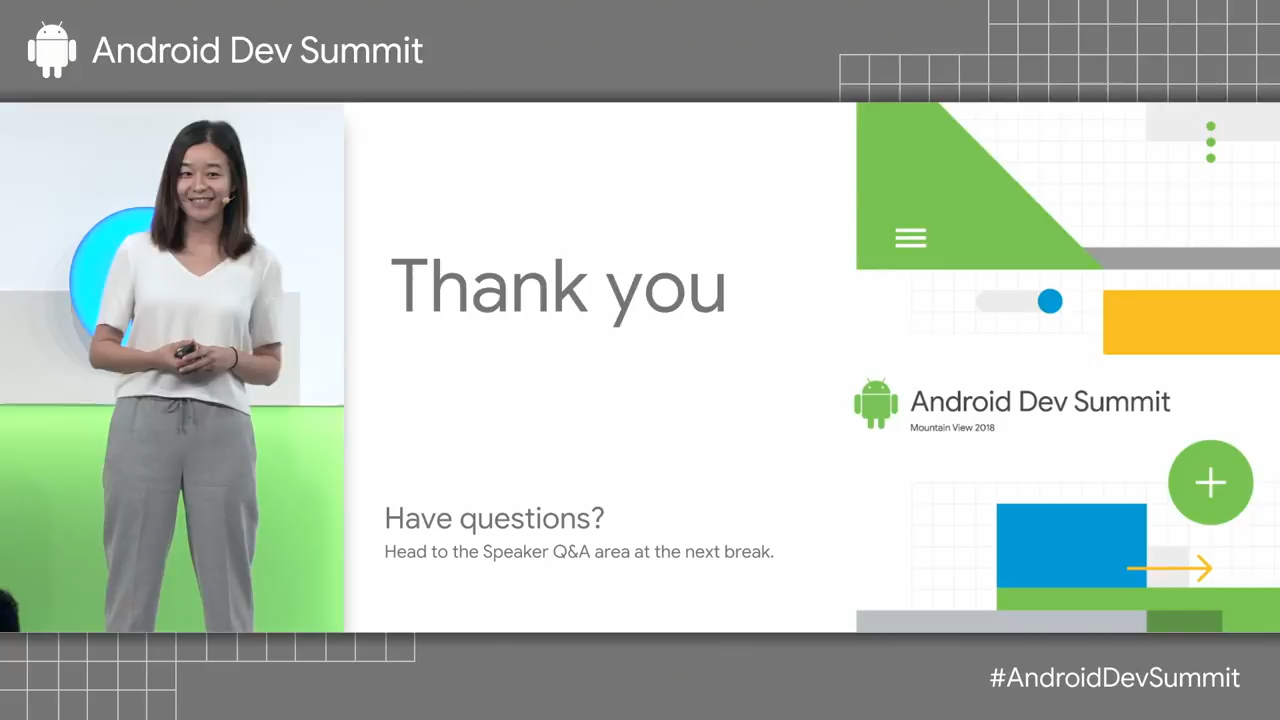 Android Dev Summit
Thank you
Android Dev Summit
Mountain View 2018
Have questions?
Head to the Speaker Q&A area at the next break.
#AndroidDevSummit